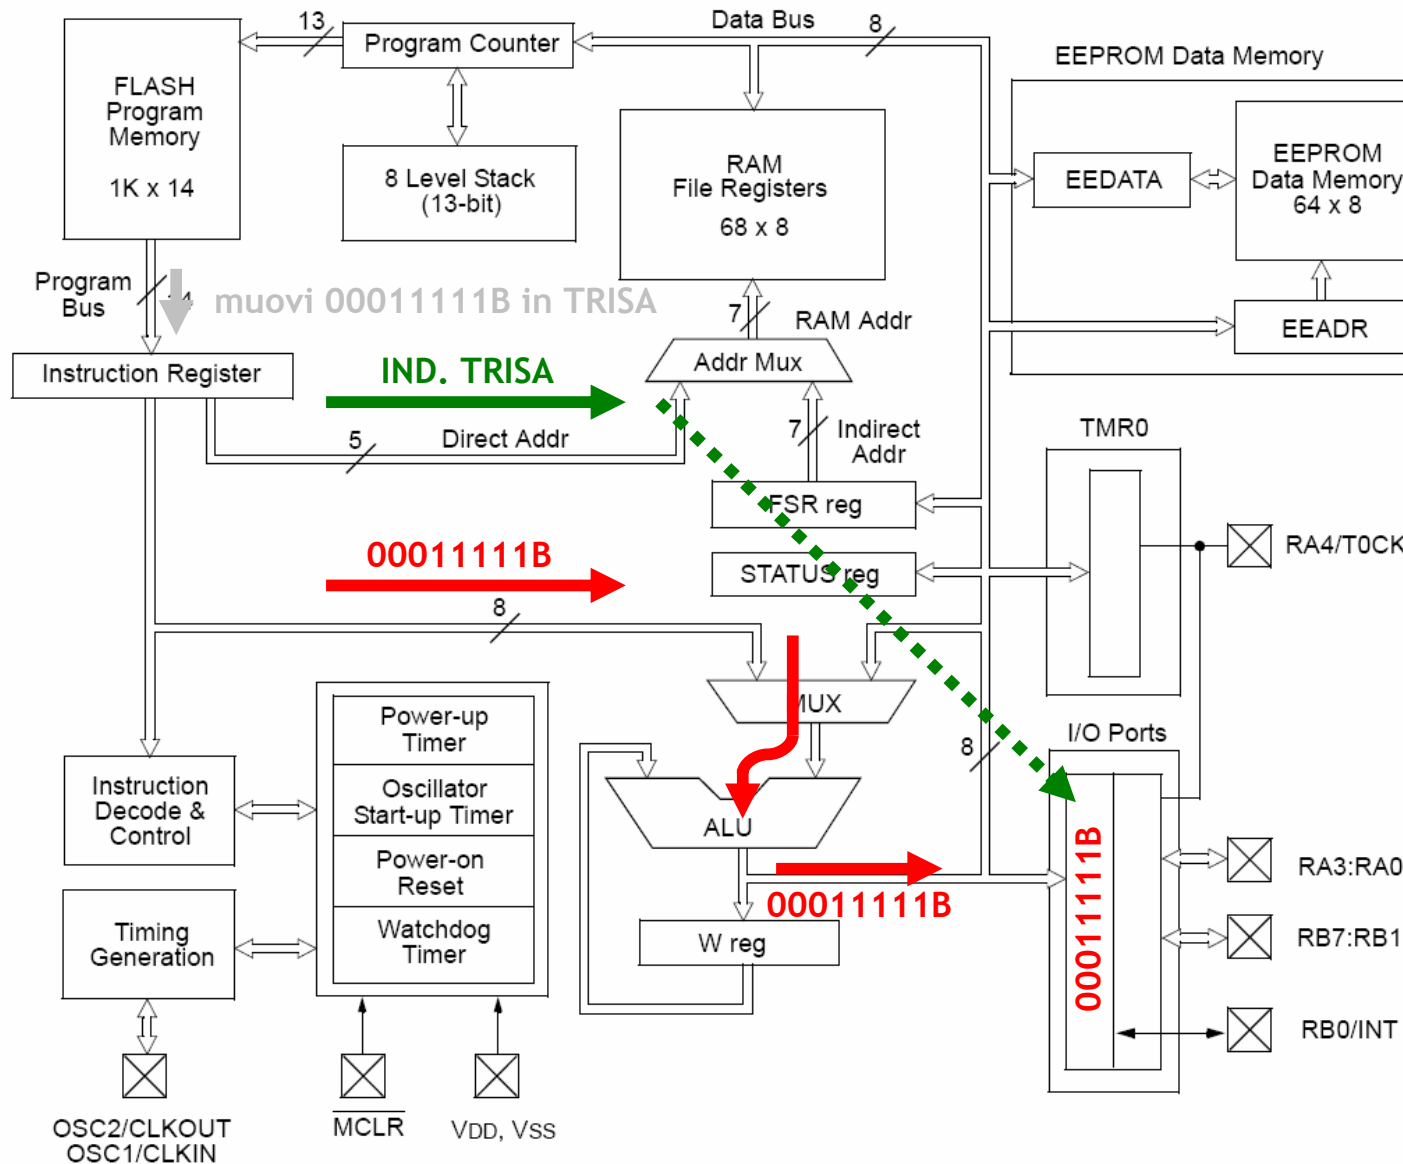 13
Data Bus
8
Program Counter
EEPROM Data Memory
FLASH
Program
Memory
1K x 14
8 Level Stack
(13-bit)
RAM
File Registers
68 x 8
EEDATA
EEPROM
Data Memory
64 x 8
Program
Bus
muovi 00011111B in TRISA
7
RAM Addr
EEADR
Instruction Register
IND. TRISA
Addr Mux
5
Direct Addr
7
Indirect
Addr
TMR0
FSR reg
00011111B
STATUS reg
RA4/T0CK
8
MUX
Power-up
Timer
8
I/O Ports
Instruction
Decode &
Control
Oscillator
Start-up Timer
ALU
Power-on
Reset
00011111B
00011111B
RA3:RA0
Timing
Generation
Watchdog
Timer
W reg
RB7:RB1
RB0/INT
OSC2/CLKOUT
OSC1/CLKIN
MCLR
VDD, VSS